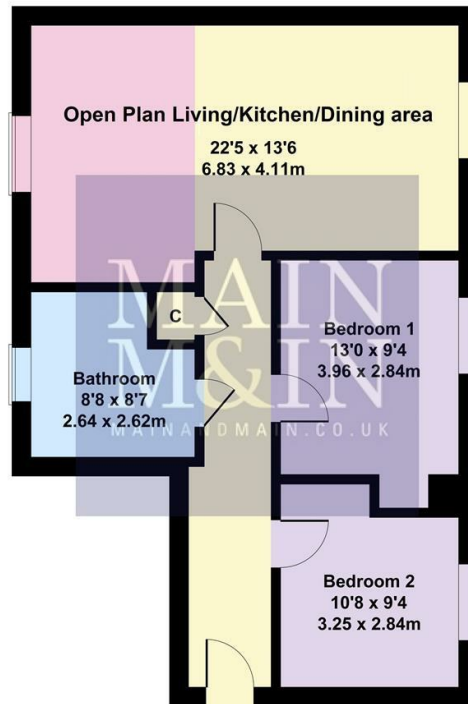 Open Plan Living/Kitchen/Dining area
22'5 x 13'6
6.83 x 4.11m
MAIN
M&IN
MAINANDMAIN.CO.UK
C
Bedroom 1
13'0 x 9'4
3.96 x 2.84m
Bathroom
8'8 x 8'7
2.64 x 2.62m
Bedroom 2
10'8 x 9'4
3.25 x 2.84m